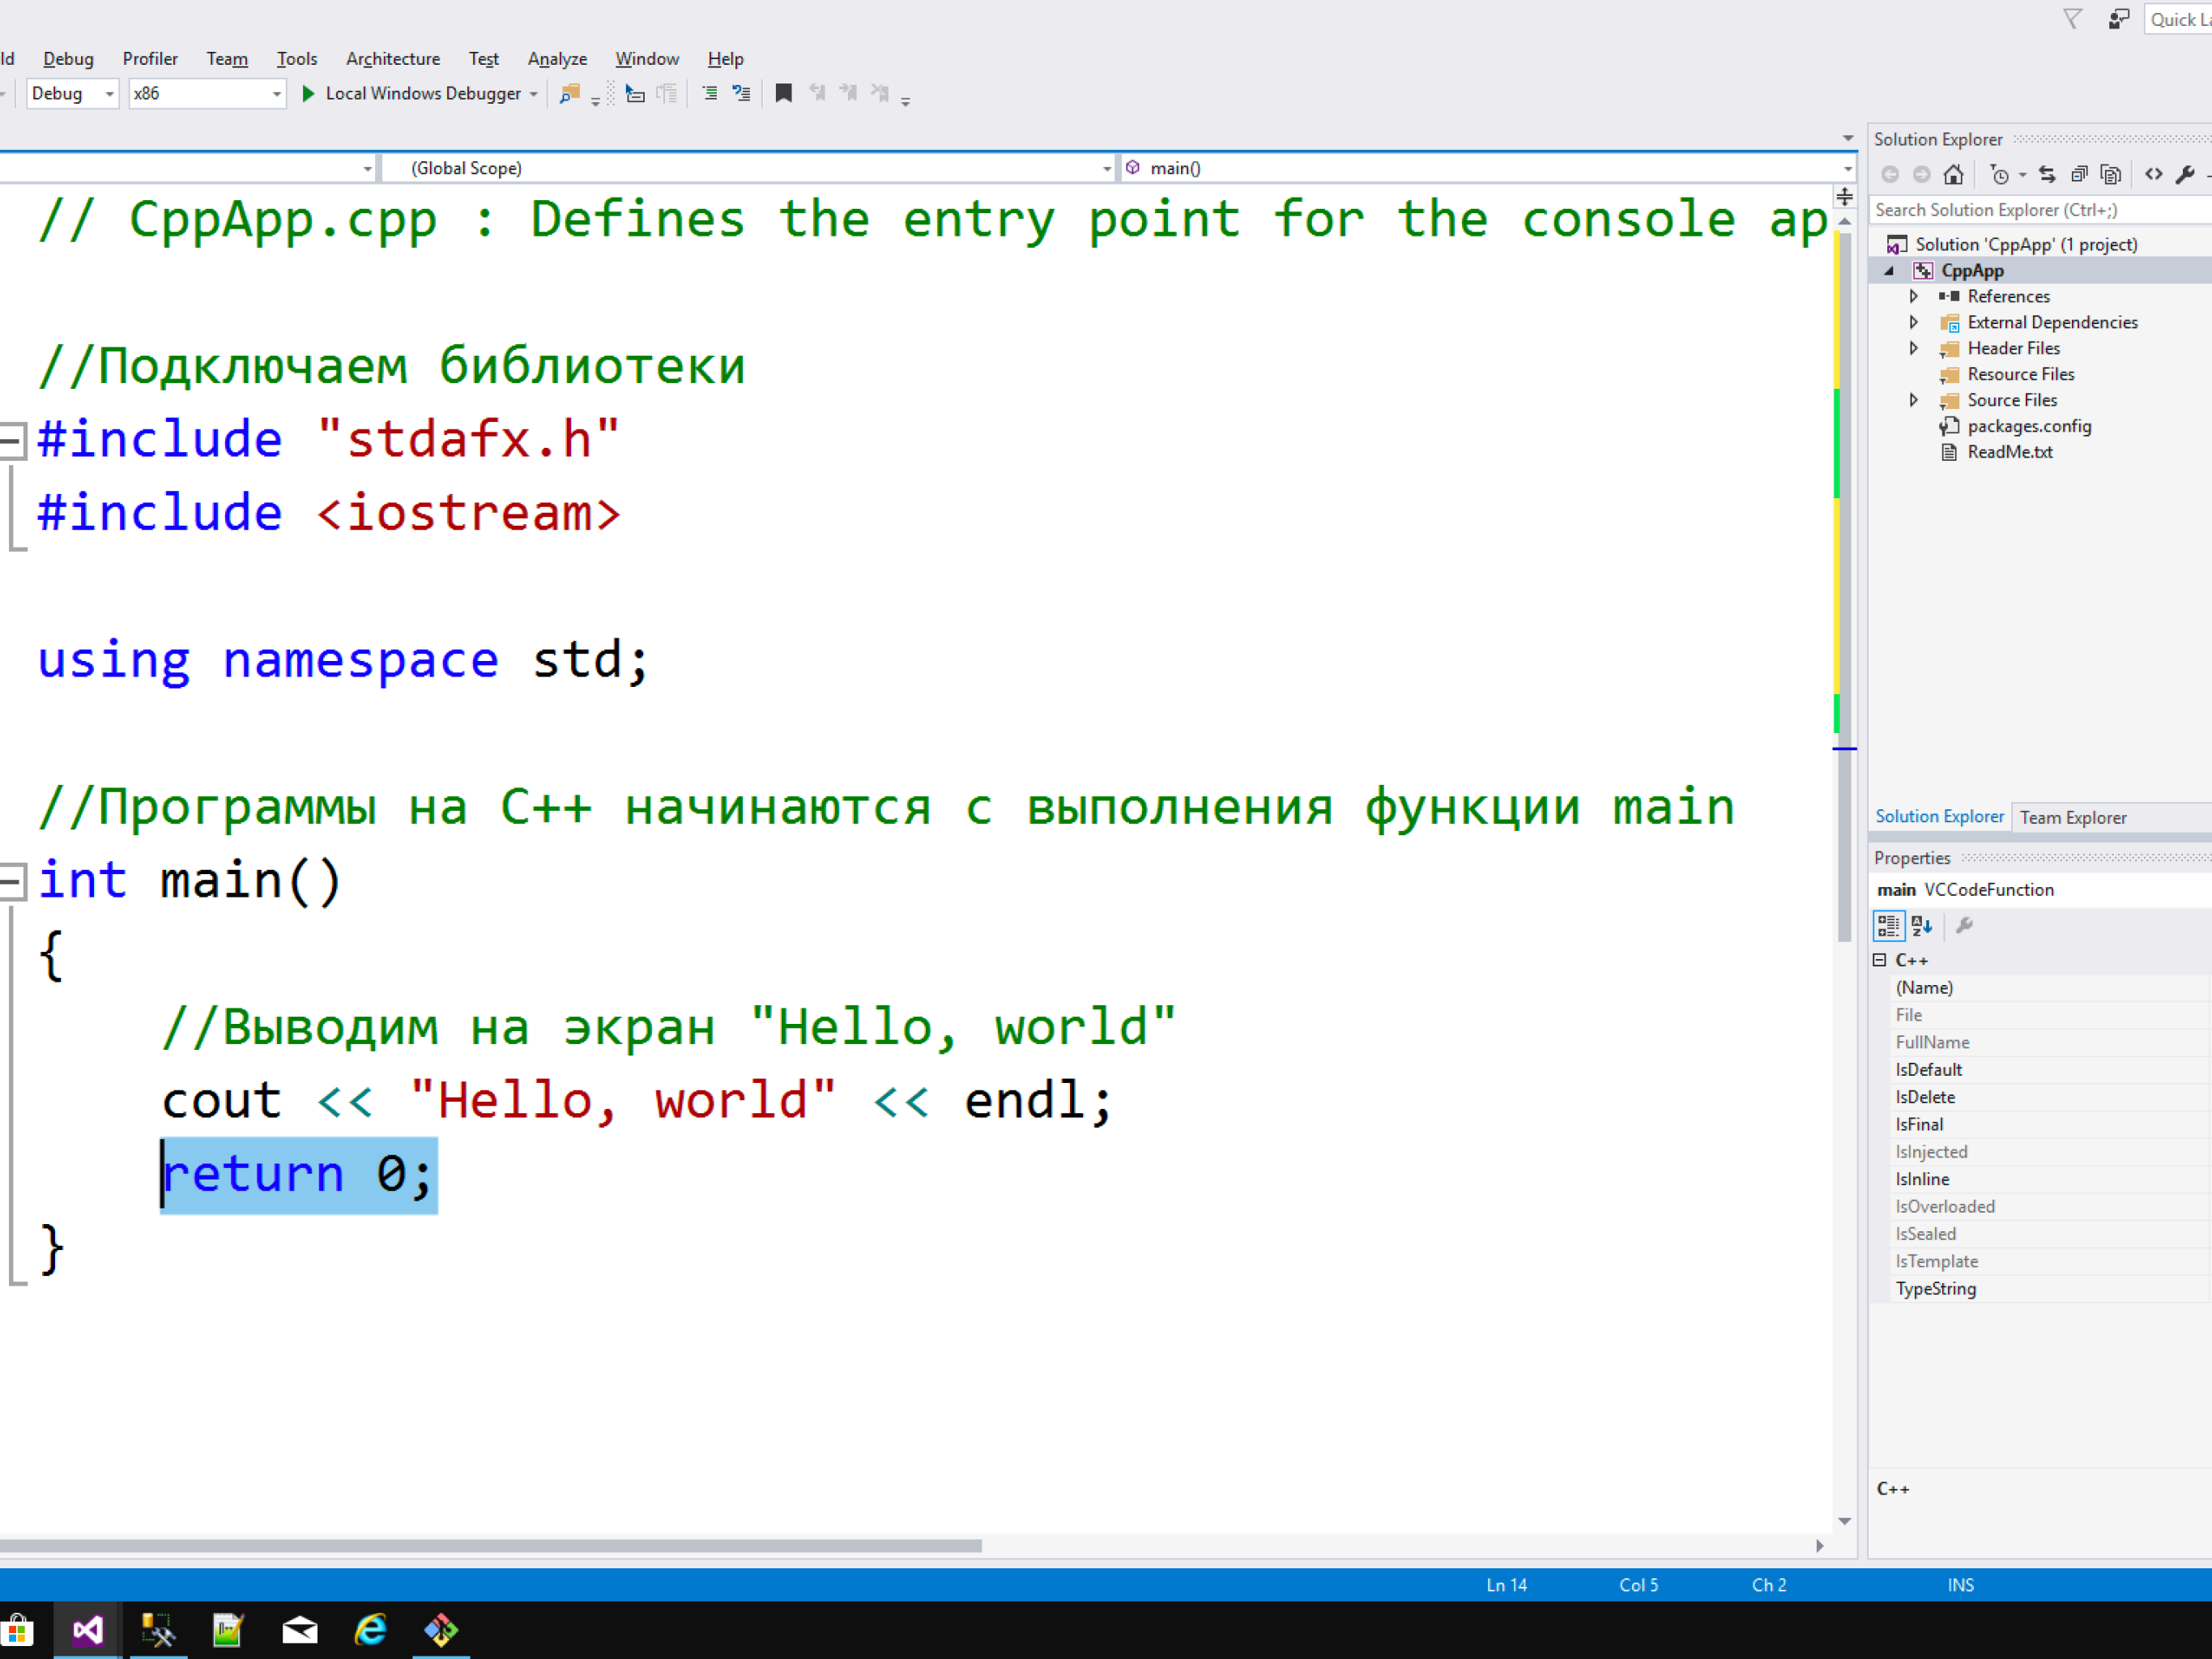 Quick La
ld Debug Profiler Team Tools Architecture Test Analyze Window Help
Debug x86 Local Windows Debugger
(Global Scope) main()
// CppApp.cpp : Defines the entry point for the console ap
//Подключаем библиотеки
#include "stdafx.h"
#include <iostream>
using namespace std;
//Программы на C++ начинаются с выполнения функции main
int main()
{
//Выводим на экран "Hello, world"
cout << "Hello, world" << endl;
return 0;
}
Solution Explorer
Search Solution Explorer (Ctrl+;)
Solution 'CppApp' (1 project)
CppApp
References
External Dependencies
Header Files
Resource Files
Source Files
packages.config
ReadMe.txt
Solution Explorer Team Explorer
Properties
main VCCodeFunction
C++
(Name)
File
FullName
IsDefault
IsDelete
IsFinal
IsInjected
IsInline
IsOverloaded
IsSealed
IsTemplate
TypeString
C++
Ln 14 Col 5 Ch 2 INS